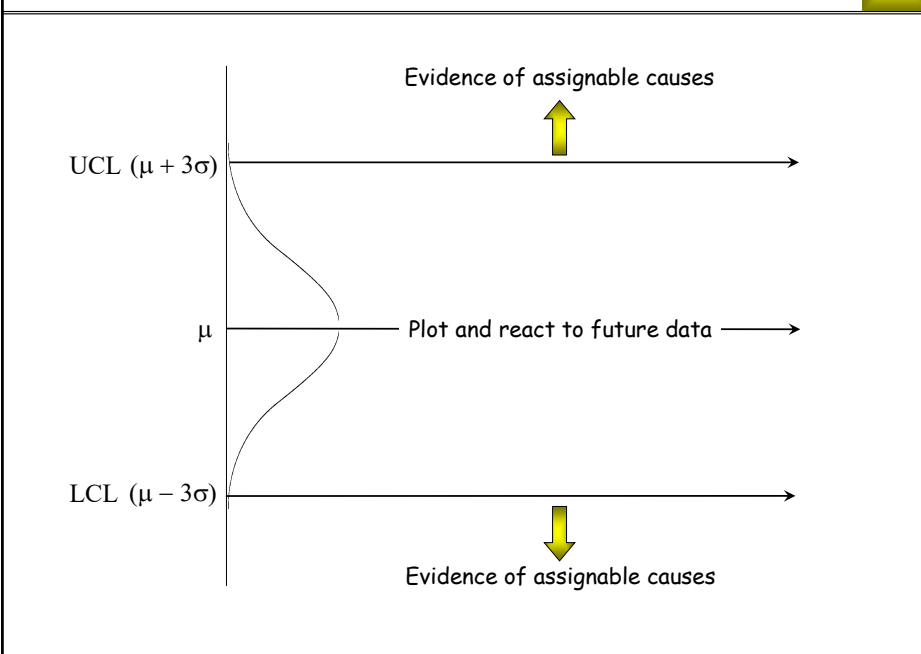 Evidence of assignable causes
UCL (μ + 3σ)
μ
Plot and react to future data
LCL (μ − 3σ)
Evidence of assignable causes